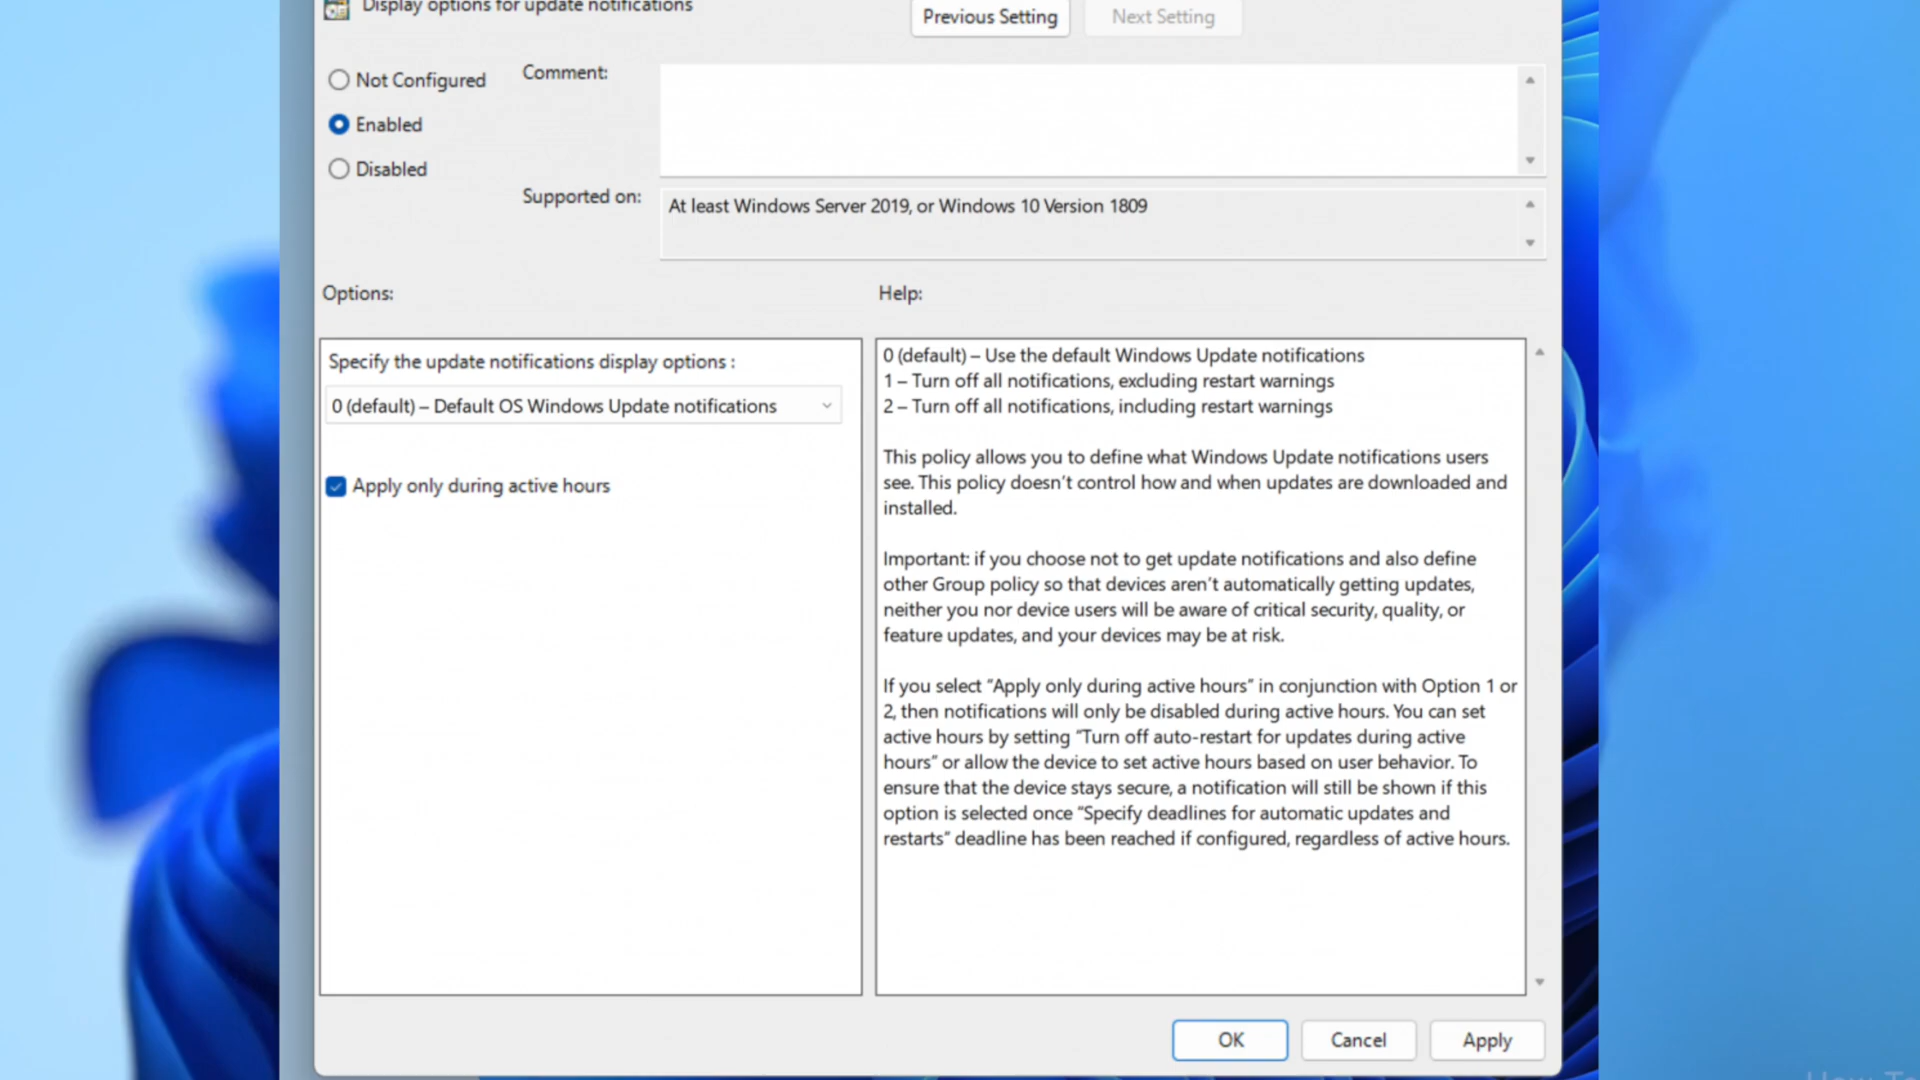 Display options for update notifications
Previous Setting
Next Setting
Not Configured
Comment:
Enabled
Disabled
Supported on:
At least Windows Server 2019, or Windows 10 Version 1809
Options:
Help:
Specify the update notifications display options :
0 (default) – Default OS Windows Update notifications
Apply only during active hours
0 (default) – Use the default Windows Update notifications
1 – Turn off all notifications, excluding restart warnings
2 – Turn off all notifications, including restart warnings
This policy allows you to define what Windows Update notifications users
see. This policy doesn’t control how and when updates are downloaded and
installed.
Important: if you choose not to get update notifications and also define
other Group policy so that devices aren’t automatically getting updates,
neither you nor device users will be aware of critical security, quality, or
feature updates, and your devices may be at risk.
If you select “Apply only during active hours” in conjunction with Option 1 or
2, then notifications will only be disabled during active hours. You can set
active hours by setting “Turn off auto-restart for updates during active
hours” or allow the device to set active hours based on user behavior. To
ensure that the device stays secure, a notification will still be shown if this
option is selected once “Specify deadlines for automatic updates and
restarts” deadline has been reached if configured, regardless of active hours.
OK
Cancel
Apply